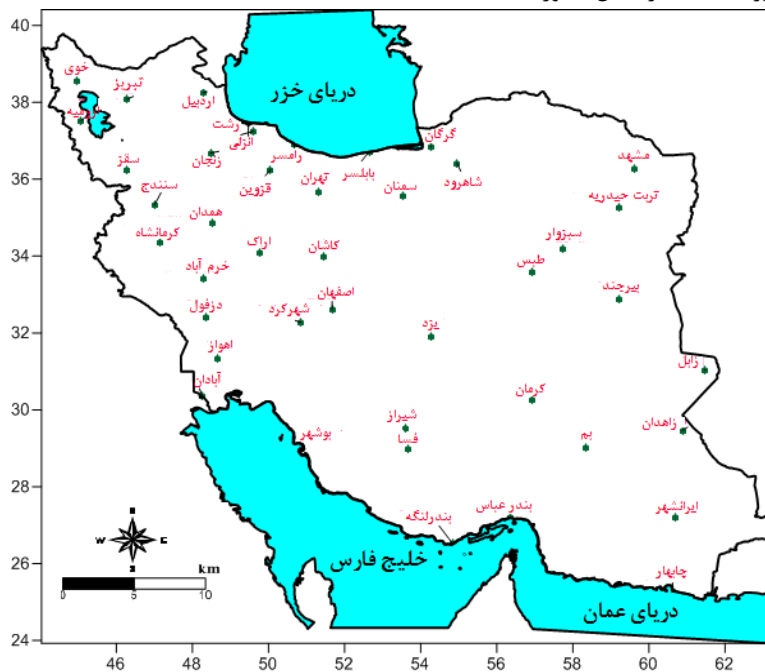 40
38
36
34
32
30
28
26
24
خوی
تبریز
اردبیل
دریای خزر
رشت
انزلی
زنجان
رامسر
بابلسر
گرگان
مشهد
سقز
قزوین
تهران
سمنان
شاهرود
سنندج
تربت حیدریه
همدان
کرمانشاه
اراک
کاشان
سبزوار
خرم آباد
طبس
بیرجند
دزفول
شهرکرد
اصفهان
یزد
اهواز
زابل
آبادان
کرمان
شیراز
زاهدان
بوشهر
فسا
بم
بندرلنگه
بندر عباس
ایرانشهر
خلیج فارس
چابهار
دریای عمان
W E
km
0 5 10
46 48 50 52 54 56 58 60 62